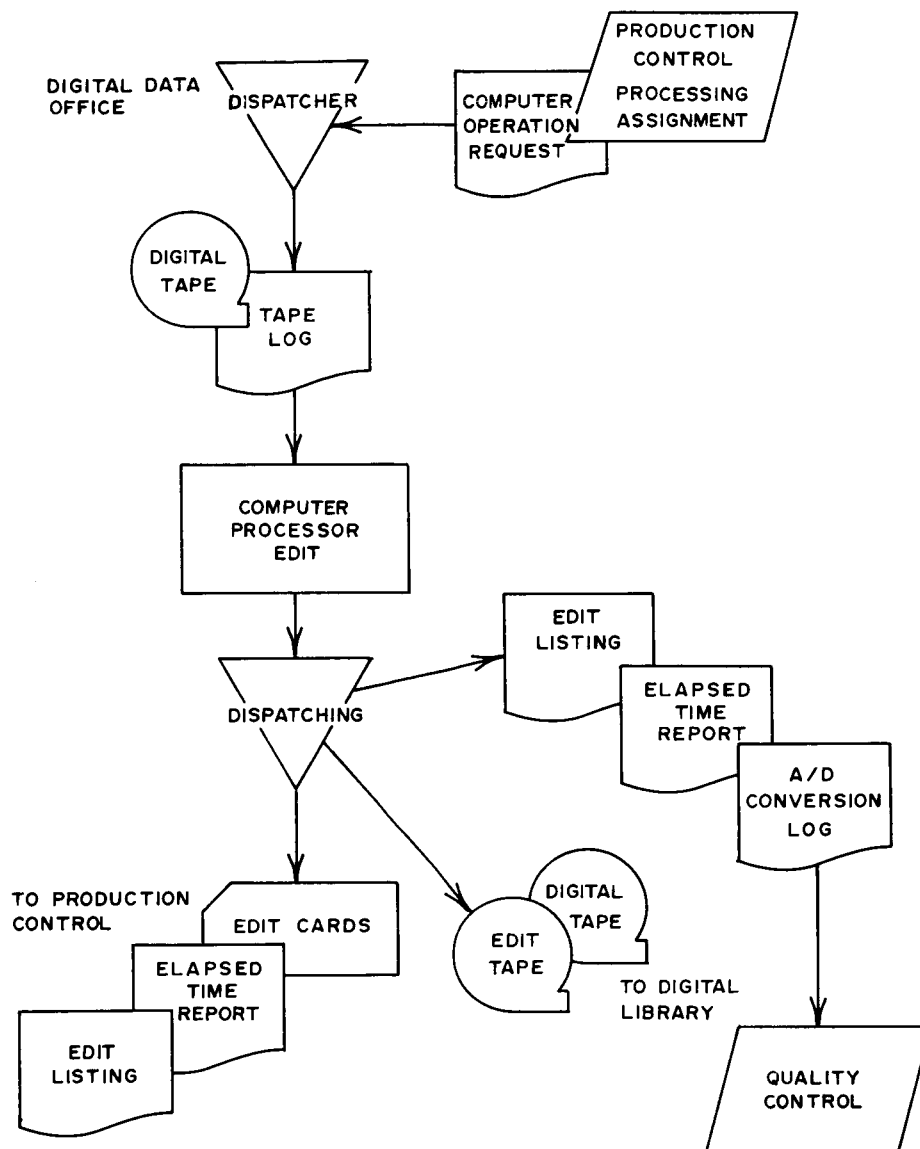 PRODUCTION
CONTROL
PROCESSING
ASSIGNMENT
DIGITAL DATA
OFFICE
DISPATCHER
COMPUTER
OPERATION
REQUEST
DIGITAL
TAPE
TAPE
LOG
COMPUTER
PROCESSOR
EDIT
EDIT
LISTING
DISPATCHING
ELAPSED
TIME
REPORT
A/D
CONVERSION
LOG
TO PRODUCTION
CONTROL
EDIT CARDS
DIGITAL
TAPE
EDIT
TAPE
ELAPSED
TIME
REPORT
TO DIGITAL
LIBRARY
EDIT
LISTING
QUALITY
CONTROL